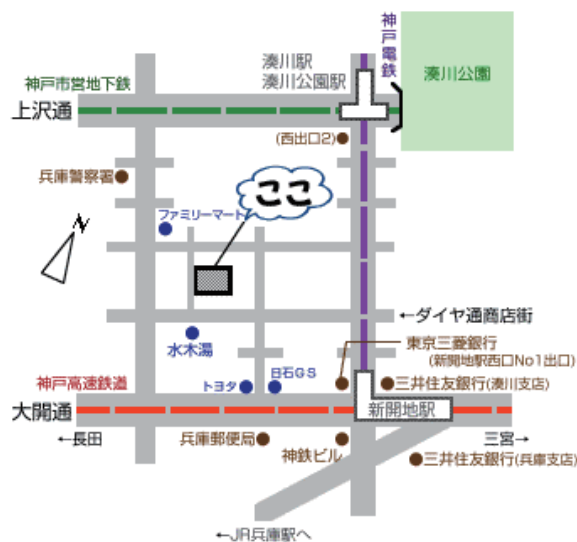 神戸電鉄
湊川駅
湊川公園駅
湊川公園
神戸市営地下鉄
上沢通
(西出口2)
兵庫警察署
ここ
ファミリーマート
N
←ダイヤ通商店街
水木湯
東京三菱銀行
(新開地駅西口No1出口)
日石GS
神戸高速鉄道
トヨタ
三井住友銀行(湊川支店)
大開通
新開地駅
←長田
兵庫郵便局
神鉄ビル
三宮→
三井住友銀行(兵庫支店)
←JR兵庫駅へ